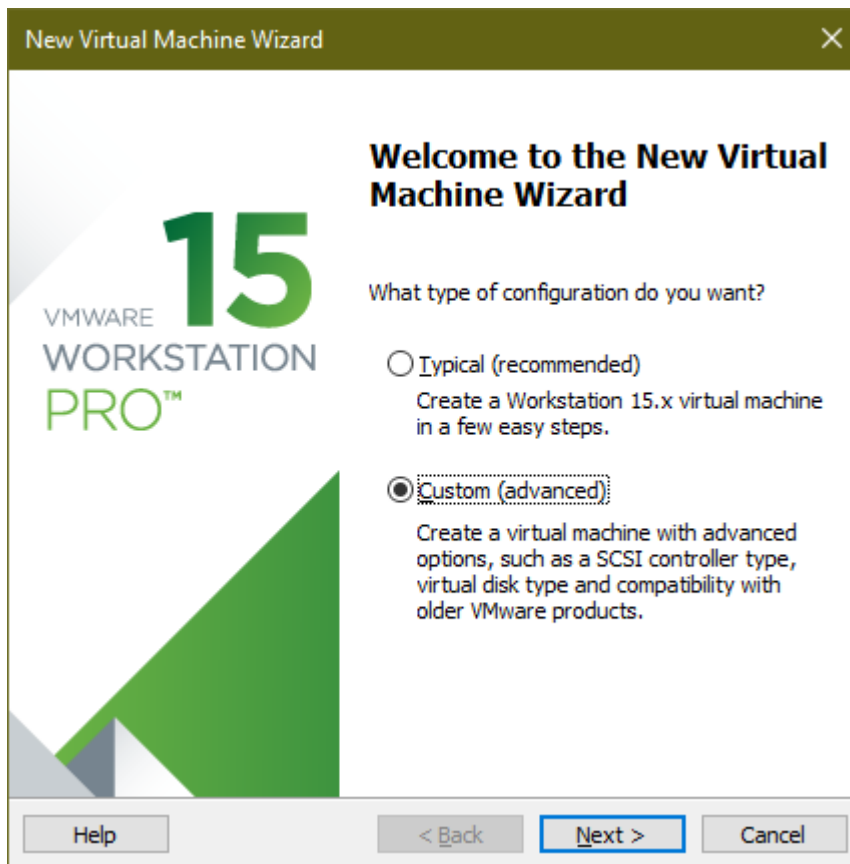 New Virtual Machine Wizard
15
VMWARE
WORKSTATION
PRO™
Welcome to the New Virtual
Machine Wizard
What type of configuration do you want?
Typical (recommended)
Create a Workstation 15.x virtual machine
in a few easy steps.
Custom (advanced)
Create a virtual machine with advanced
options, such as a SCSI controller type,
virtual disk type and compatibility with
older VMware products.
Help
< Back
Next >
Cancel